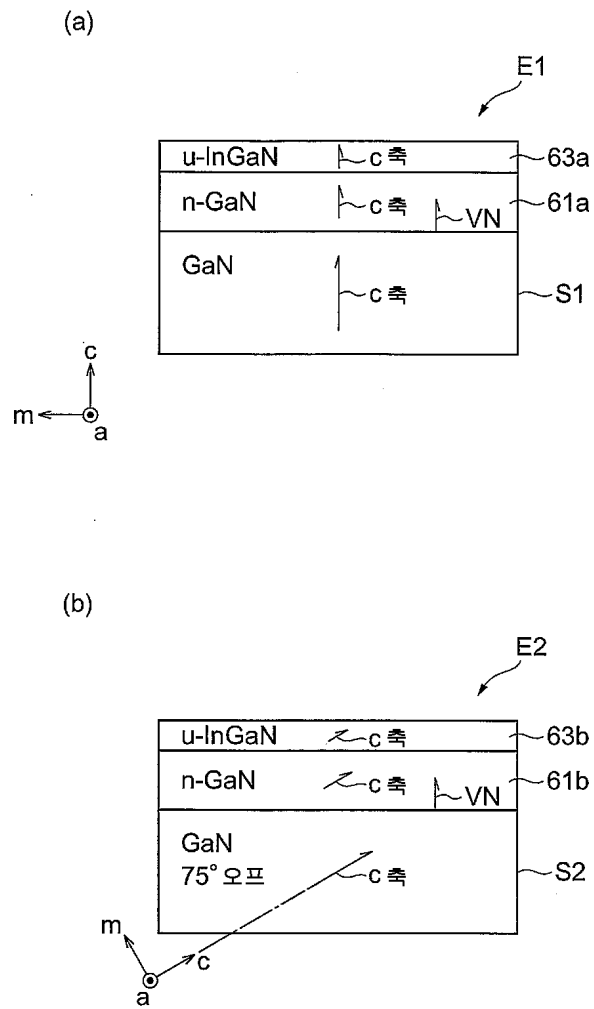 (a)
E1
u-InGaN c 축 63a
n-GaN c 축 VN 61a
GaN c 축 S1
c
m
a
(b)
E2
u-InGaN c 축 63b
n-GaN c 축 VN 61b
GaN
75° 오프 c 축 S2
m
c
a